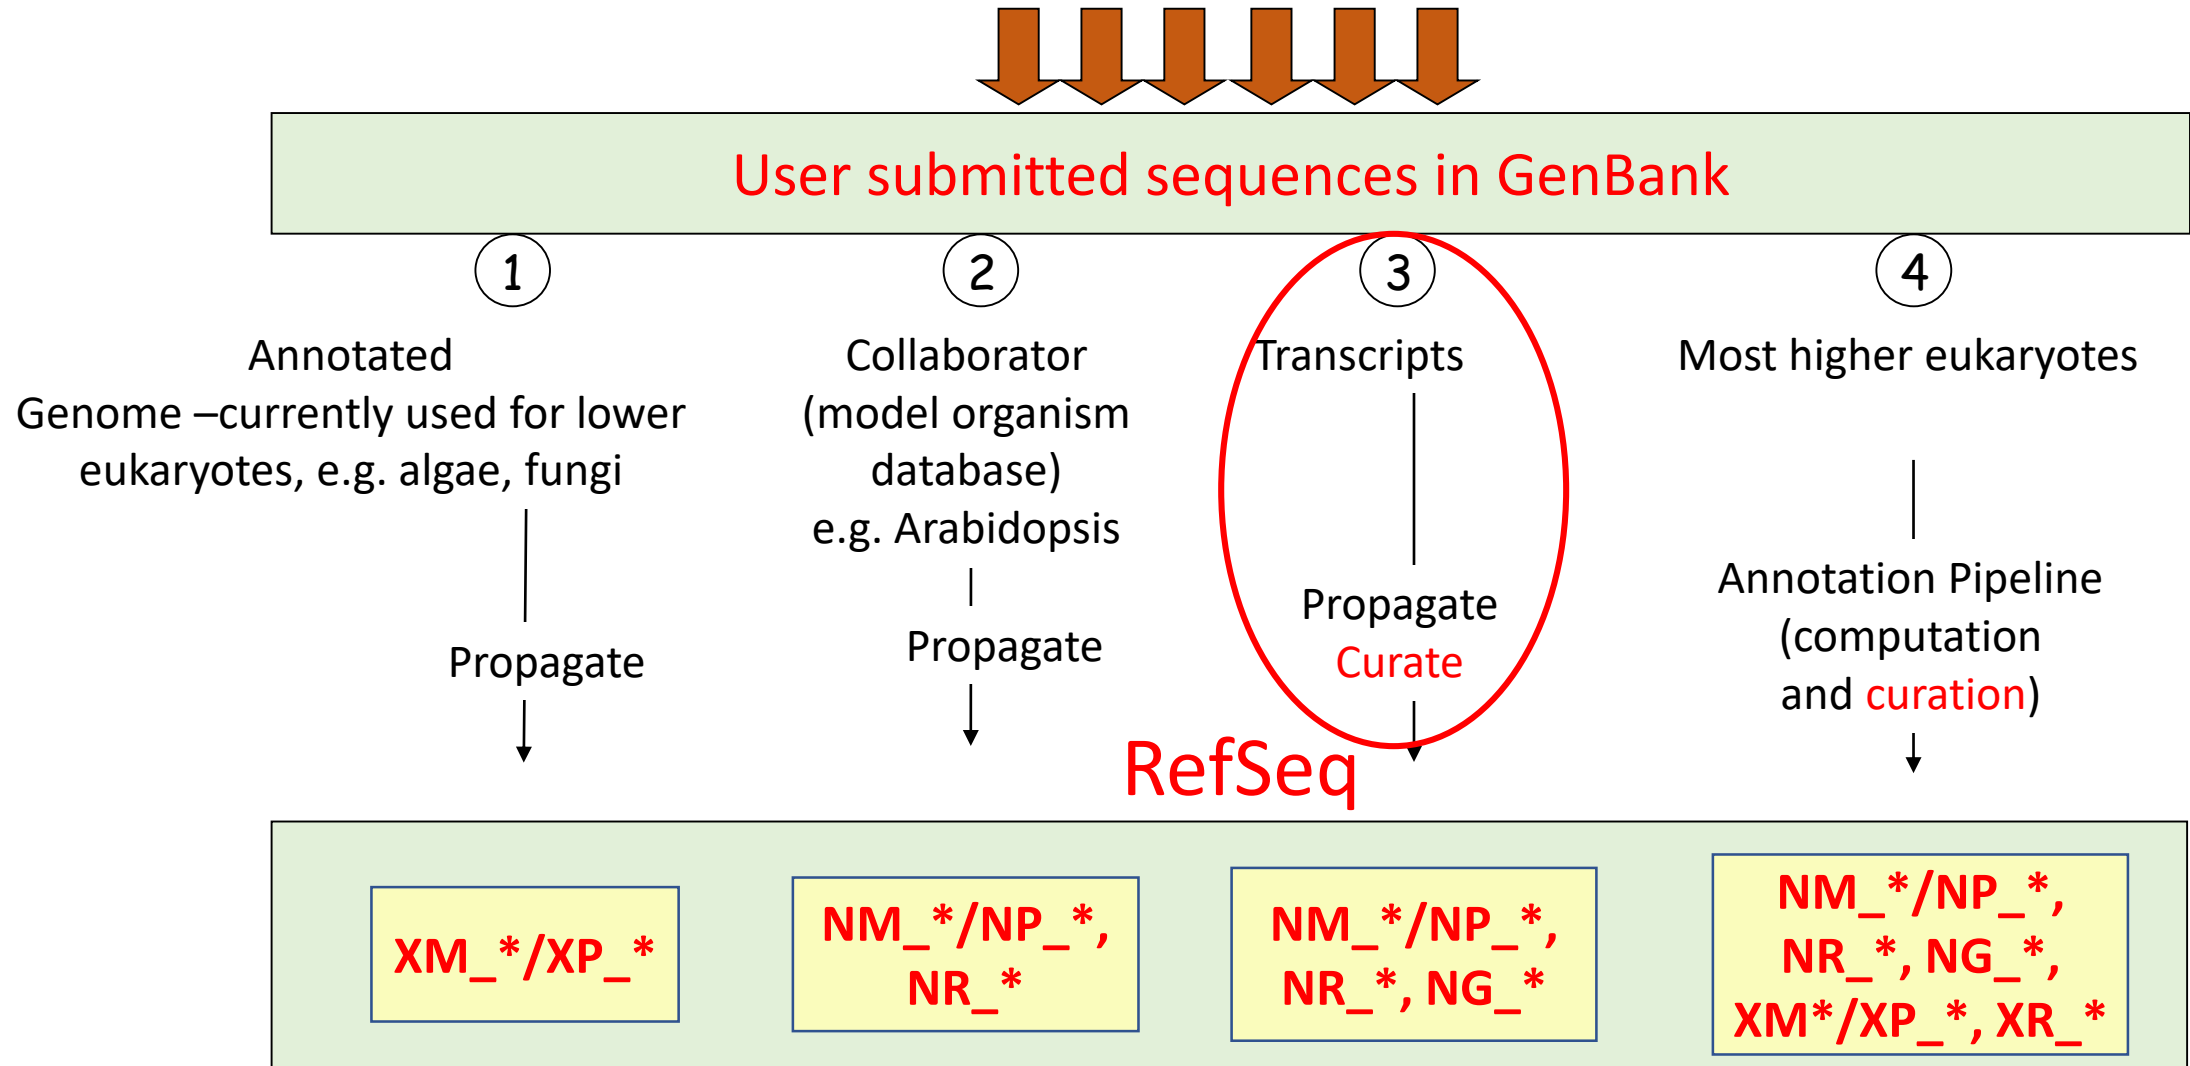 User submitted sequences in GenBank
1
Annotated
Genome –currently used for lower
eukaryotes, e.g. algae, fungi
Propagate
2
Collaborator
(model organism
database)
e.g. Arabidopsis
Propagate
3
Transcripts
Propagate
Curate
4
Most higher eukaryotes
Annotation Pipeline
(computation
and curation)
RefSeq
XM_*/XP_*
NM_*/NP_*,
NR_*
NM_*/NP_*,
NR_*, NG_*
NM_*/NP_*,
NR_*, NG_*,
XM*/XP_*, XR_*